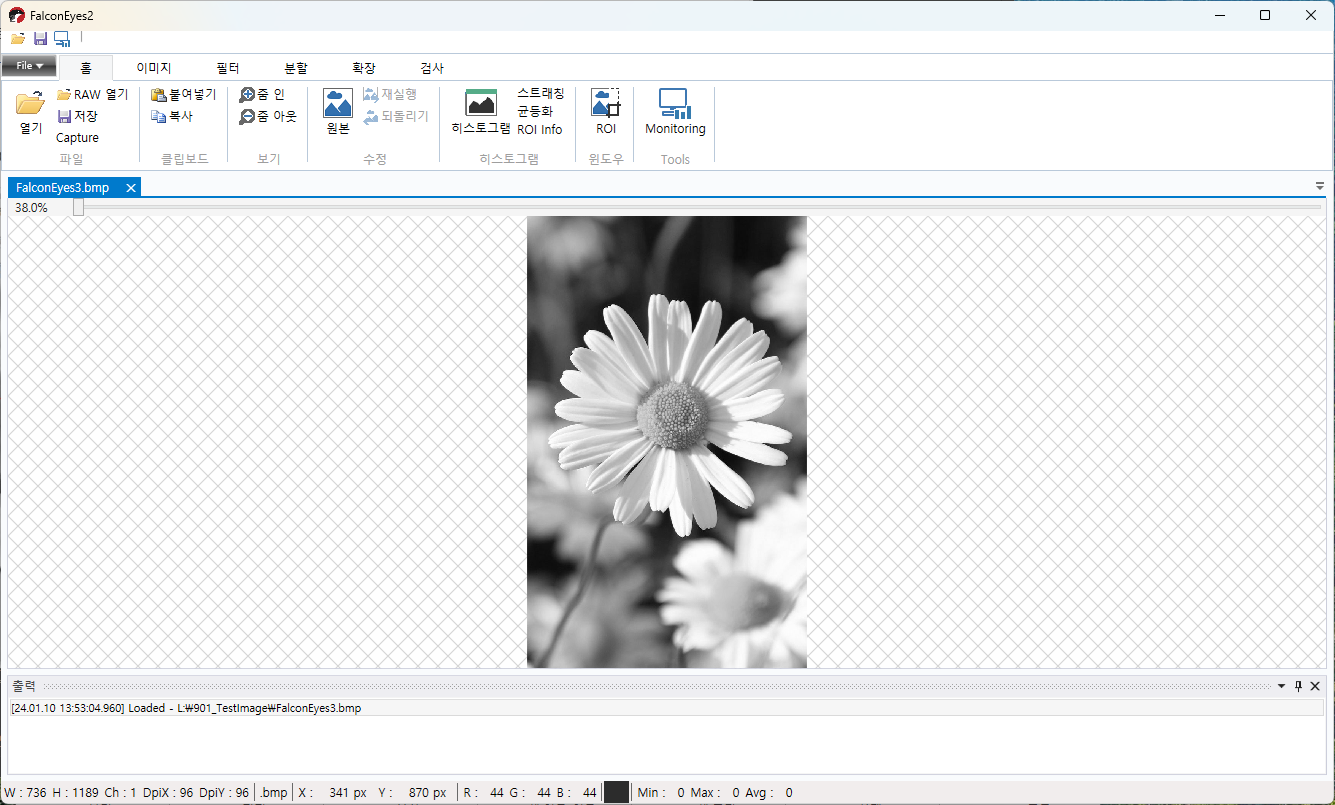 FalconEyes2
File 홈 이미지 필터 분할 확장 검사
열기
RAW 열기
저장
Capture
파일
붙여넣기
복사
클립보드
줌 인
줌 아웃
보기
원본
재실행
되돌리기
수정
히스토그램
스트래칭
균등화
ROI Info
히스토그램
ROI
윈도우
Monitoring
Tools
FalconEyes3.bmp
38.0%
출력
[24.01.10 13:53:04.960] Loaded - L:₩901_TestImage₩FalconEyes3.bmp
W : 736 H : 1189 Ch : 1 DpiX : 96 DpiY : 96 .bmp X : 341 px Y : 870 px R : 44 G : 44 B : 44 Min : 0 Max : 0 Avg : 0